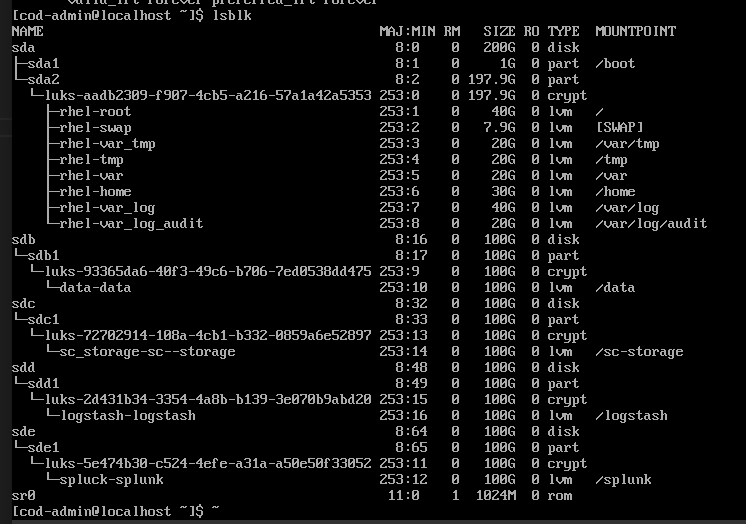 valid_lft forever preferred_lft forever
[cod-admin@localhost ~]$ lsblk
NAME MAJ:MIN RM SIZE RO TYPE MOUNTPOINT
sda 8:0 0 200G 0 disk
├─sda1 8:1 0 1G 0 part /boot
└─sda2 8:2 0 197.9G 0 part
└─luks-aadb2309-f907-4cb5-a216-57a1a42a5353 253:0 0 197.9G 0 crypt
├─rhel-root 253:1 0 40G 0 lvm /
├─rhel-swap 253:2 0 7.9G 0 lvm [SWAP]
├─rhel-var_tmp 253:3 0 20G 0 lvm /var/tmp
├─rhel-tmp 253:4 0 20G 0 lvm /tmp
├─rhel-var 253:5 0 20G 0 lvm /var
├─rhel-home 253:6 0 30G 0 lvm /home
├─rhel-var_log 253:7 0 40G 0 lvm /var/log
└─rhel-var_log_audit 253:8 0 20G 0 lvm /var/log/audit
sdb 8:16 0 100G 0 disk
└─sdb1 8:17 0 100G 0 part
└─luks-93365da6-40f3-49c6-b706-7ed0538dd475 253:9 0 100G 0 crypt
└─data-data 253:10 0 100G 0 lvm /data
sdc 8:32 0 100G 0 disk
└─sdc1 8:33 0 100G 0 part
└─luks-72702914-108a-4cb1-b332-0859a6e52897 253:13 0 100G 0 crypt
└─sc_storage-sc--storage 253:14 0 100G 0 lvm /sc-storage
sdd 8:48 0 100G 0 disk
└─sdd1 8:49 0 100G 0 part
└─luks-2d431b34-3354-4a8b-b139-3e070b9abd20 253:15 0 100G 0 crypt
└─logstash-logstash 253:16 0 100G 0 lvm /logstash
sde 8:64 0 100G 0 disk
└─sde1 8:65 0 100G 0 part
└─luks-5e474b30-c524-4efe-a31a-a50e50f33052 253:11 0 100G 0 crypt
└─spluck-splunk 253:12 0 100G 0 lvm /splunk
sr0 11:0 1 1024M 0 rom
[cod-admin@localhost ~]$ ~